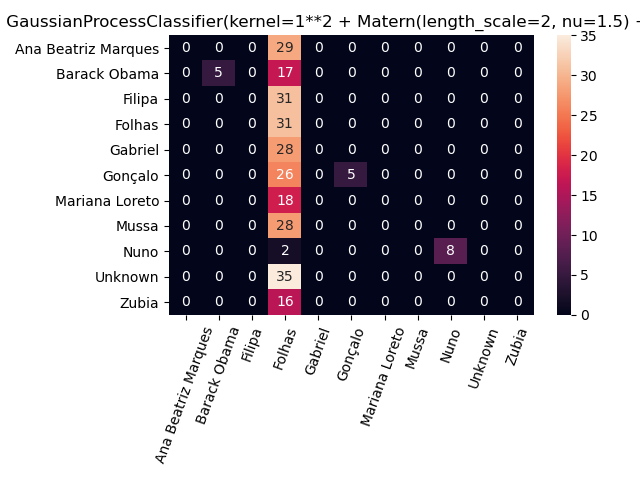 GaussianProcessClassifier(kernel=1**2 + Matern(length_scale=2, nu=1.5) +
Ana Beatriz Marques 0 0 0 29 0 0 0 0 0 0 0
Barack Obama 0 5 0 17 0 0 0 0 0 0 0
Filipa 0 0 0 31 0 0 0 0 0 0 0
Folhas 0 0 0 31 0 0 0 0 0 0 0
Gabriel 0 0 0 28 0 0 0 0 0 0 0
Gonçalo 0 0 0 26 0 5 0 0 0 0 0
Mariana Loreto 0 0 0 18 0 0 0 0 0 0 0
Mussa 0 0 0 28 0 0 0 0 0 0 0
Nuno 0 0 0 2 0 0 0 0 8 0 0
Unknown 0 0 0 35 0 0 0 0 0 0 0
Zubia 0 0 0 16 0 0 0 0 0 0 0
Ana Beatriz Marques
Barack Obama
Filipa
Folhas
Gabriel
Gonçalo
Mariana Loreto
Mussa
Nuno
Unknown
Zubia
35
30
25
20
15
10
5
0